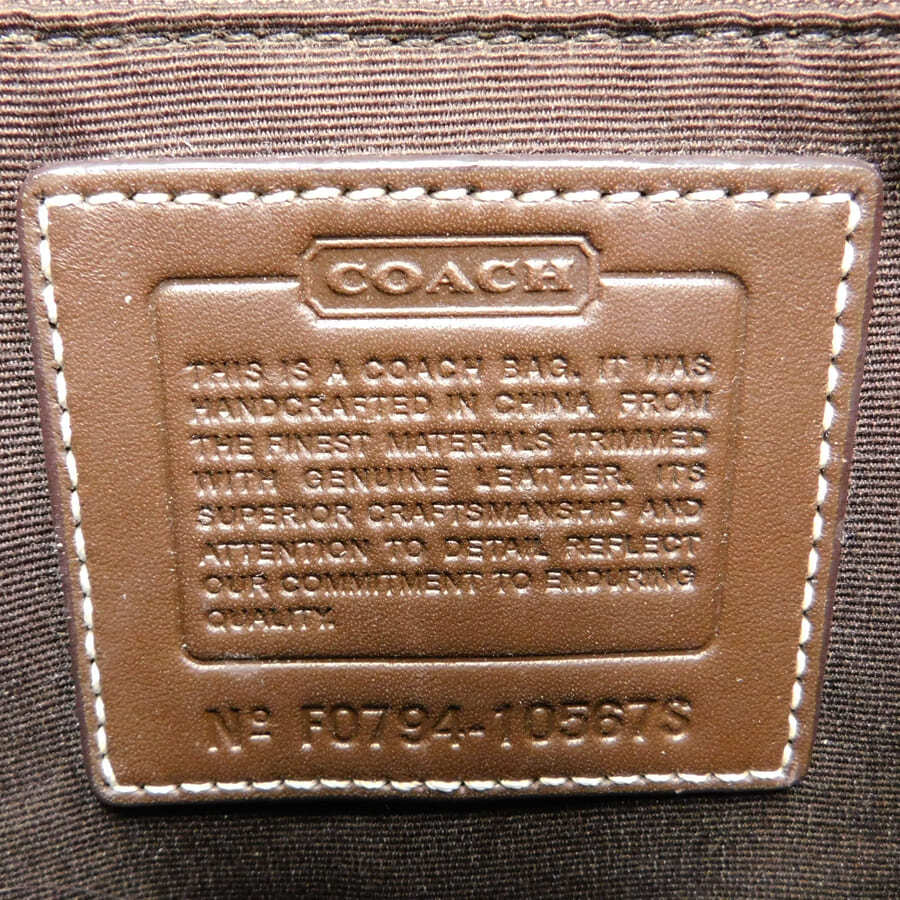 COACH
THIS IS A COACH BAG. IT WAS
HANDCRAFTED IN CHINA FROM
THE FINEST MATERIALS TRIMMED
WITH GENUINE LEATHER. ITS
SUPERIOR CRAFTSMANSHIP AND
ATTENTION TO DETAIL REFLECT
OUR COMMITMENT TO ENDURING
QUALITY.
Nº F0794-10567S